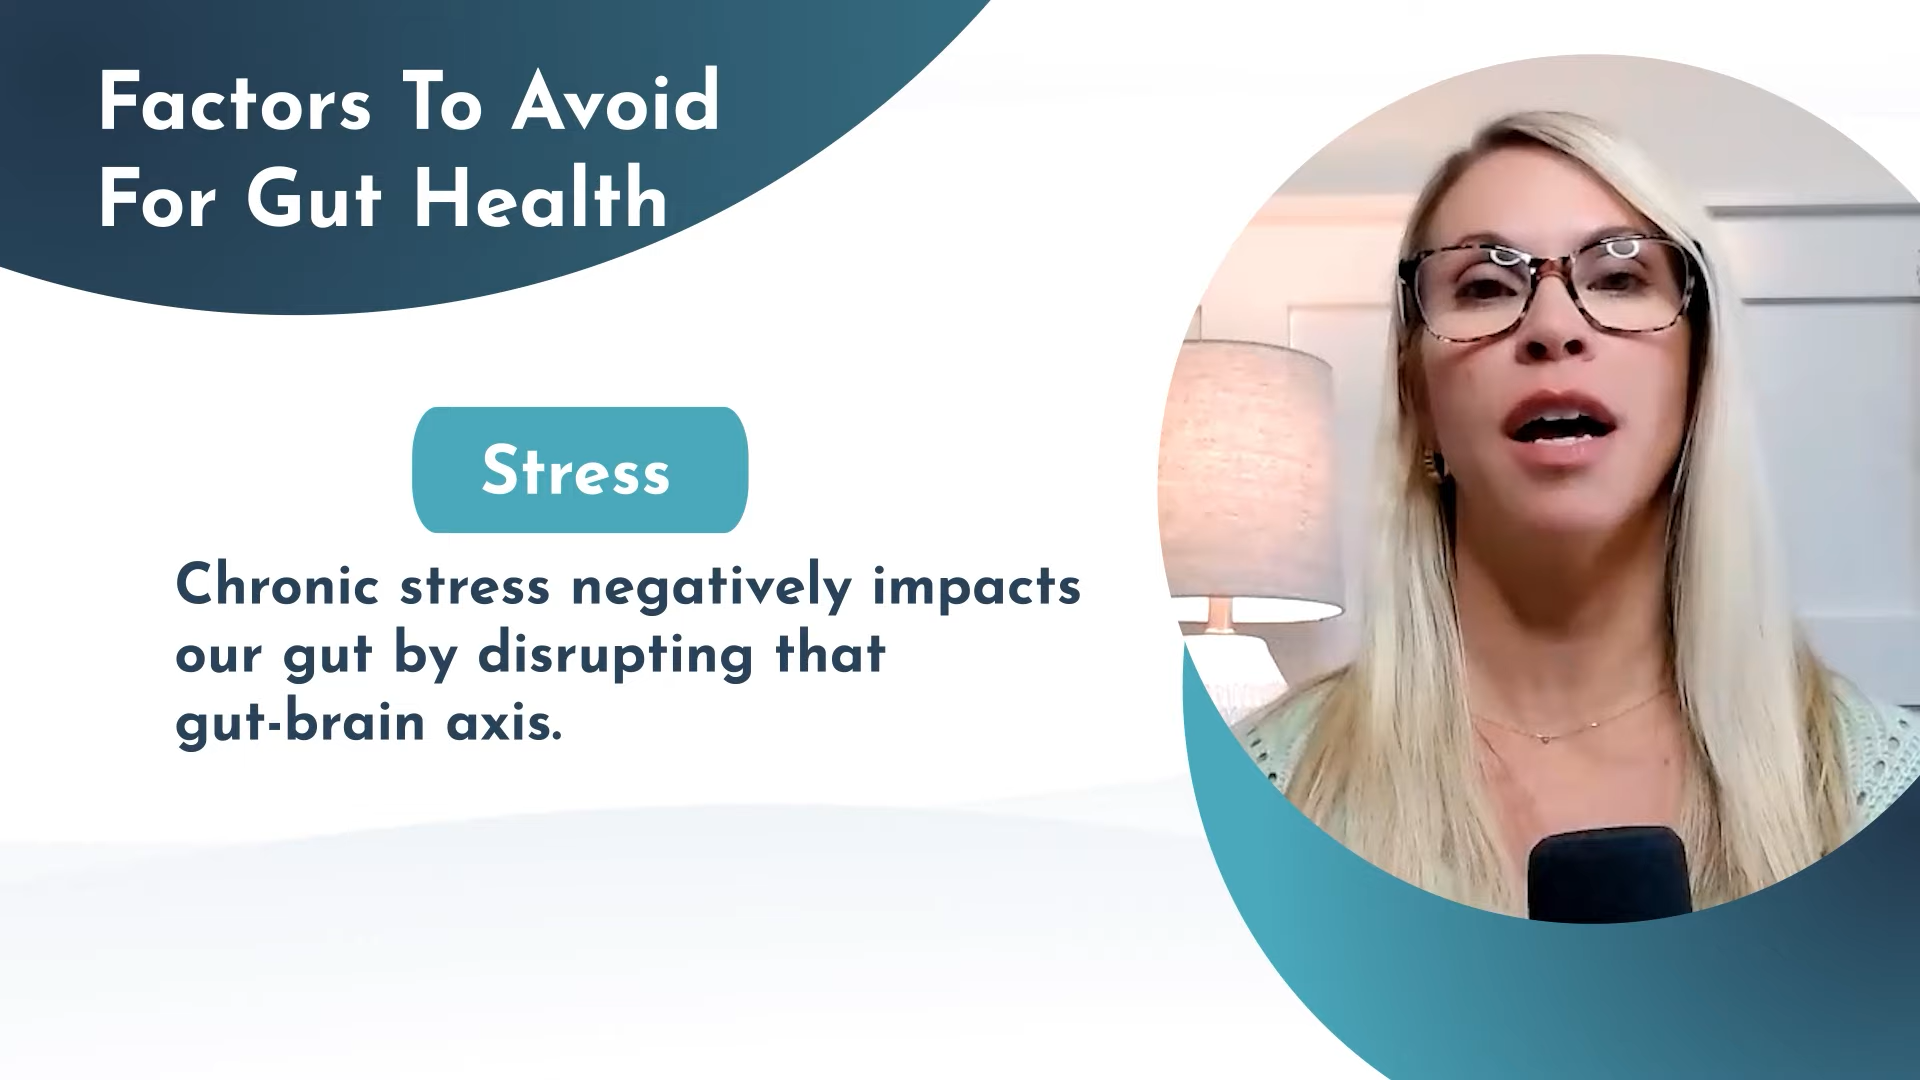 Factors To Avoid
For Gut Health
Stress
Chronic stress negatively impacts
our gut by disrupting that
gut-brain axis.